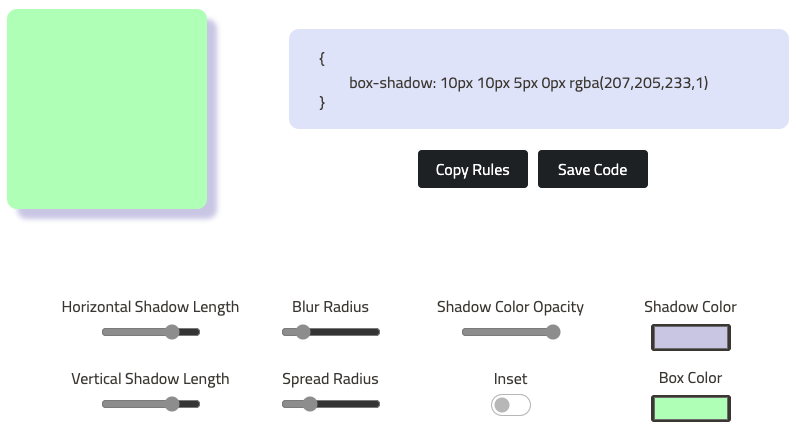 {
box-shadow: 10px 10px 5px 0px rgba(207,205,233,1)
}
Copy Rules
Save Code
Horizontal Shadow Length
Blur Radius
Shadow Color Opacity
Shadow Color
Vertical Shadow Length
Spread Radius
Inset
Box Color